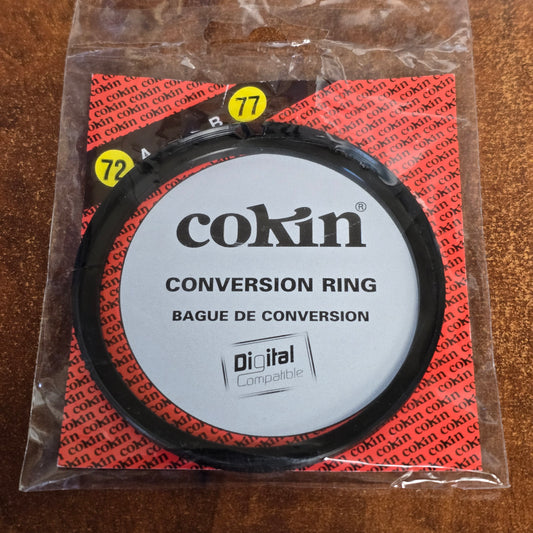 77
B
72
A
cokin®
CONVERSION RING
BAGUE DE CONVERSION
Digital
Compatible